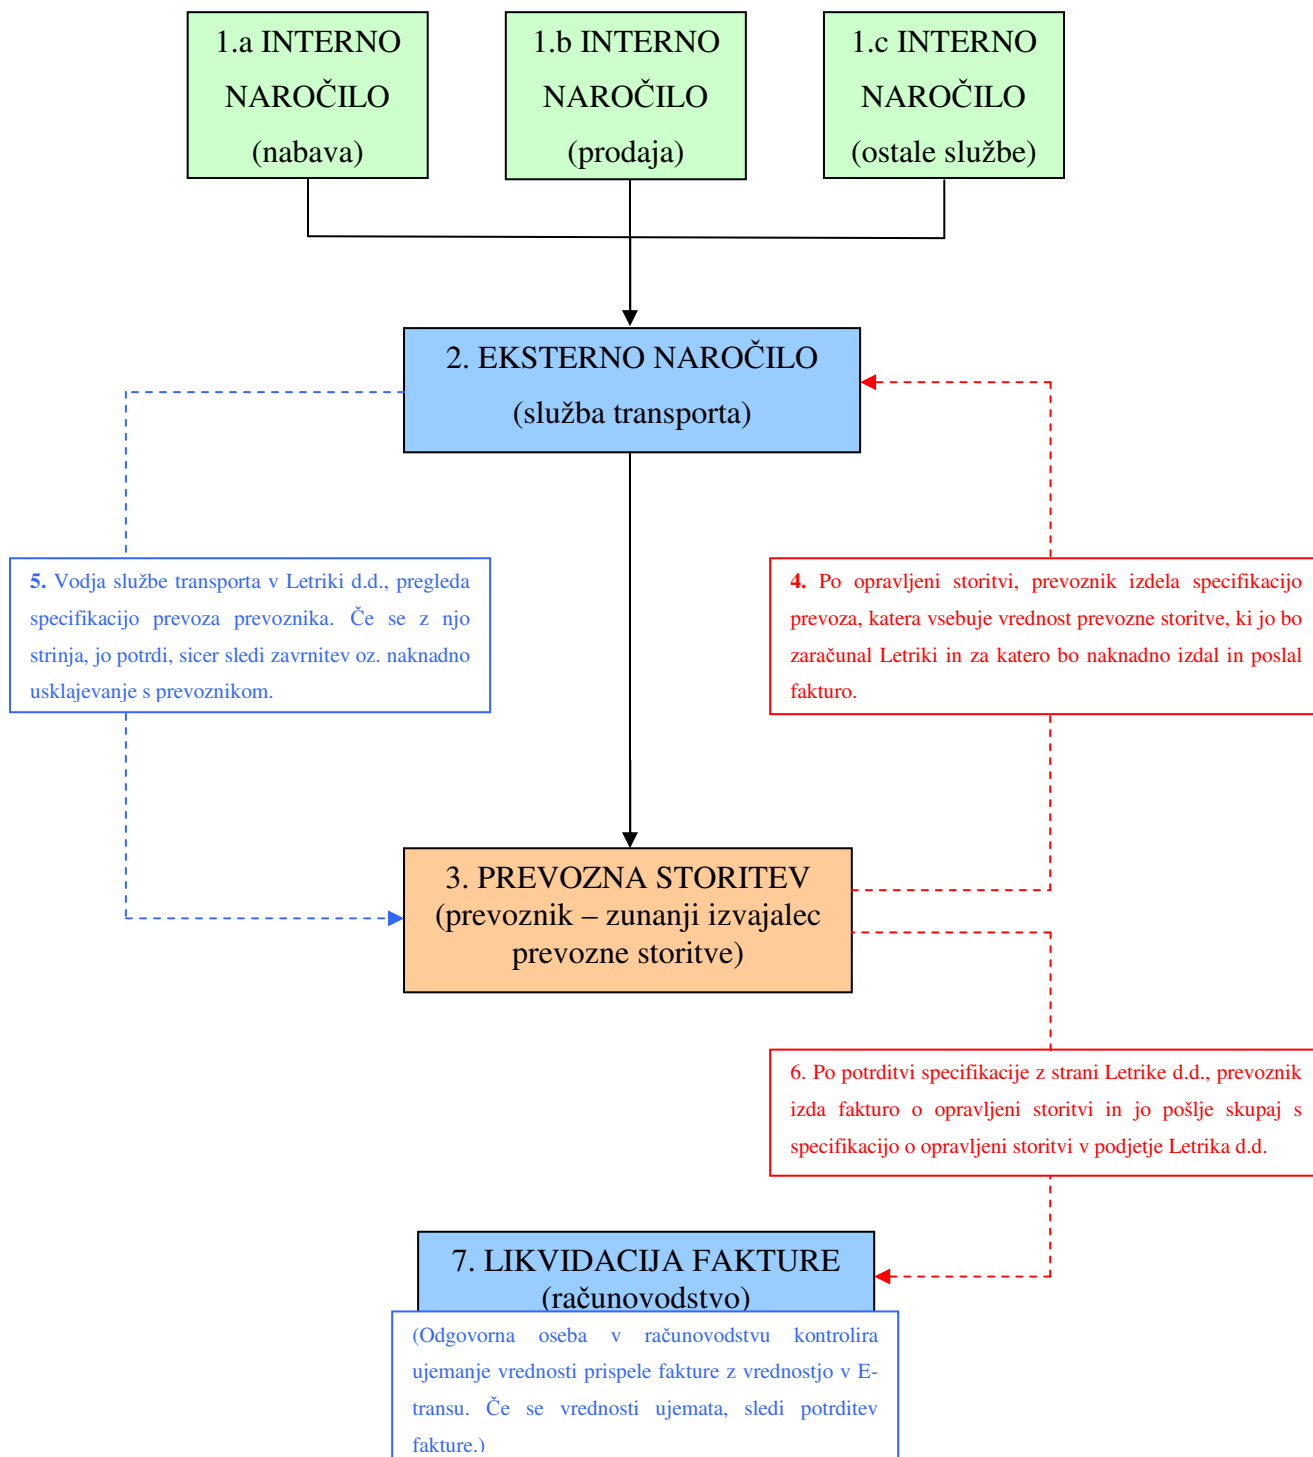 1.a INTERNO
NAROČILO
(nabava)
1.b INTERNO
NAROČILO
(prodaja)
1.c INTERNO
NAROČILO
(ostale službe)
2. EKSTERNO NAROČILO
(služba transporta)
5. Vodja službe transporta v Letriki d.d., pregleda
specifikacijo prevoza prevoznika. Če se z njo
strinja, jo potrdi, sicer sledi zavrnitev oz. naknadno
usklajevanje s prevoznikom.
4. Po opravljeni storitvi, prevoznik izdela specifikacijo
prevoza, katera vsebuje vrednost prevozne storitve, ki jo bo
zaračunal Letriki in za katero bo naknadno izdal in poslal
fakturo.
3. PREVOZNA STORITEV
(prevoznik – zunanji izvajalec
prevozne storitve)
6. Po potrditvi specifikacije z strani Letrike d.d., prevoznik
izda fakturo o opravljeni storitvi in jo pošlje skupaj s
specifikacijo o opravljeni storitvi v podjetje Letrika d.d.
7. LIKVIDACIJA FAKTURE
(računovodstvo)
(Odgovorna oseba v računovodstvu kontrolira
ujemanje vrednosti prispele fakture z vrednostjo v E-
transu. Če se vrednosti ujemata, sledi potrditev
fakture.)